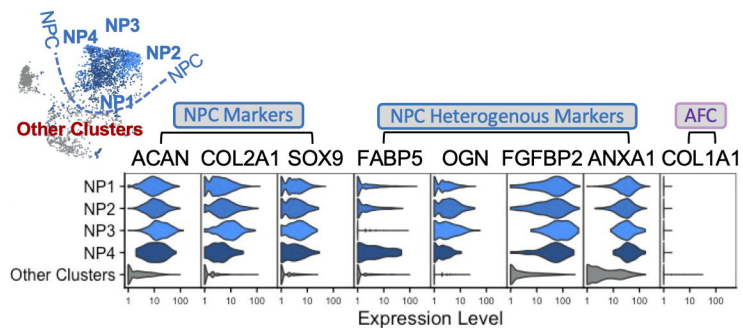 NP3
NP4
NP2
NPC
NPC
NP1
Other Clusters
NPC Markers
NPC Heterogenous Markers
AFC
ACAN COL2A1 SOX9 FABP5 OGN FGFBP2 ANXA1 COL1A1
NP1
NP2
NP3
NP4
Other Clusters
1 10 100 1 10 100 1 10 100 1 10 100 1 10 100 1 10 100 1 10 100 1 10 100
Expression Level